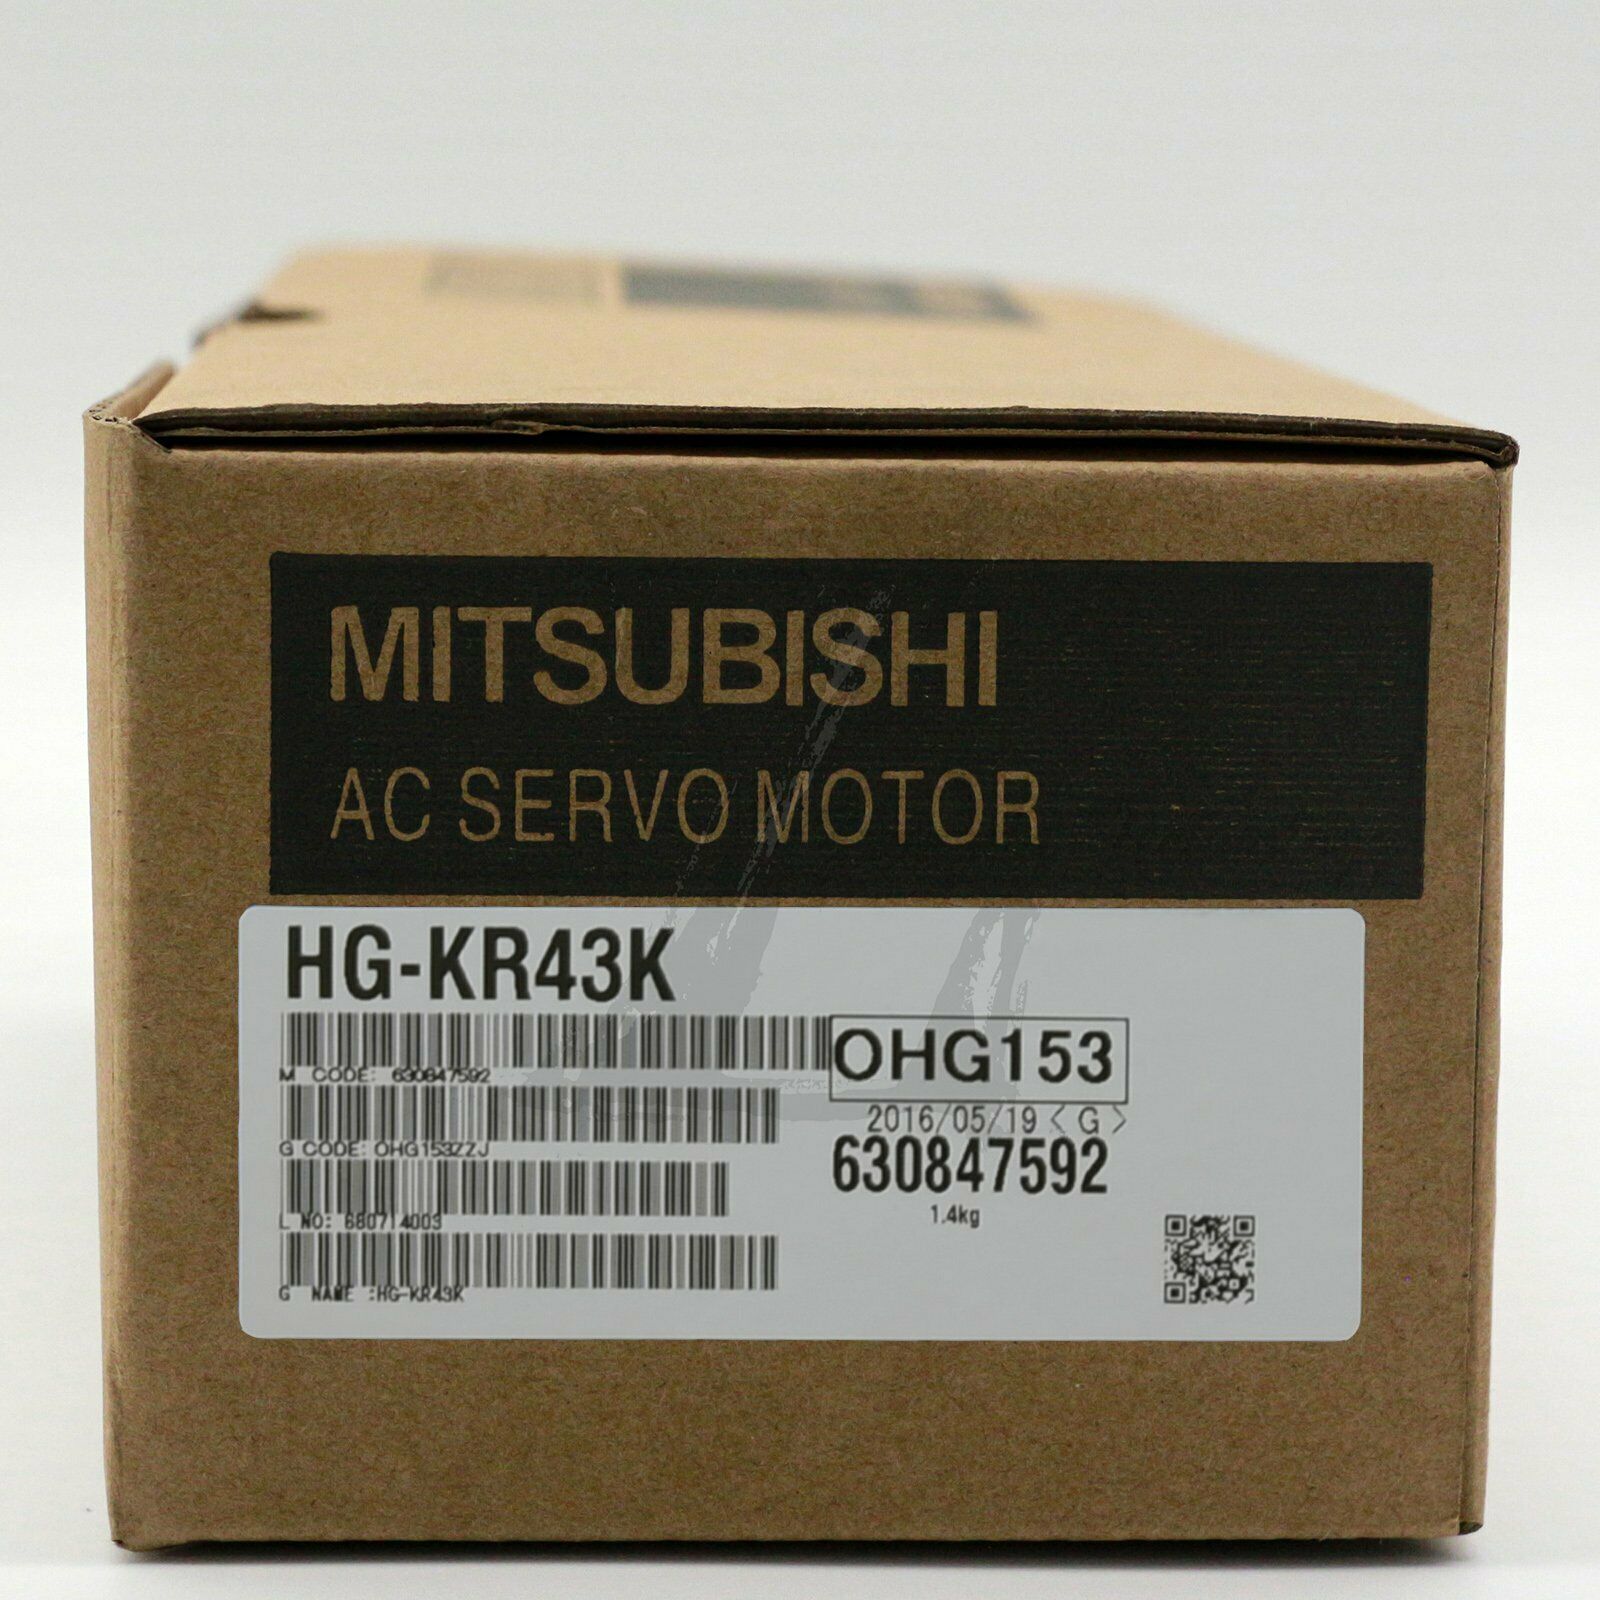 MITSUBISHI
AC SERVO MOTOR
HG-KR43K
OHG153
M CODE: 630847592
2016/05/19<G>
G CODE: OHG153ZZJ
630847592
L NO: 680714003
1.4kg
G NAME :HG-KR43K